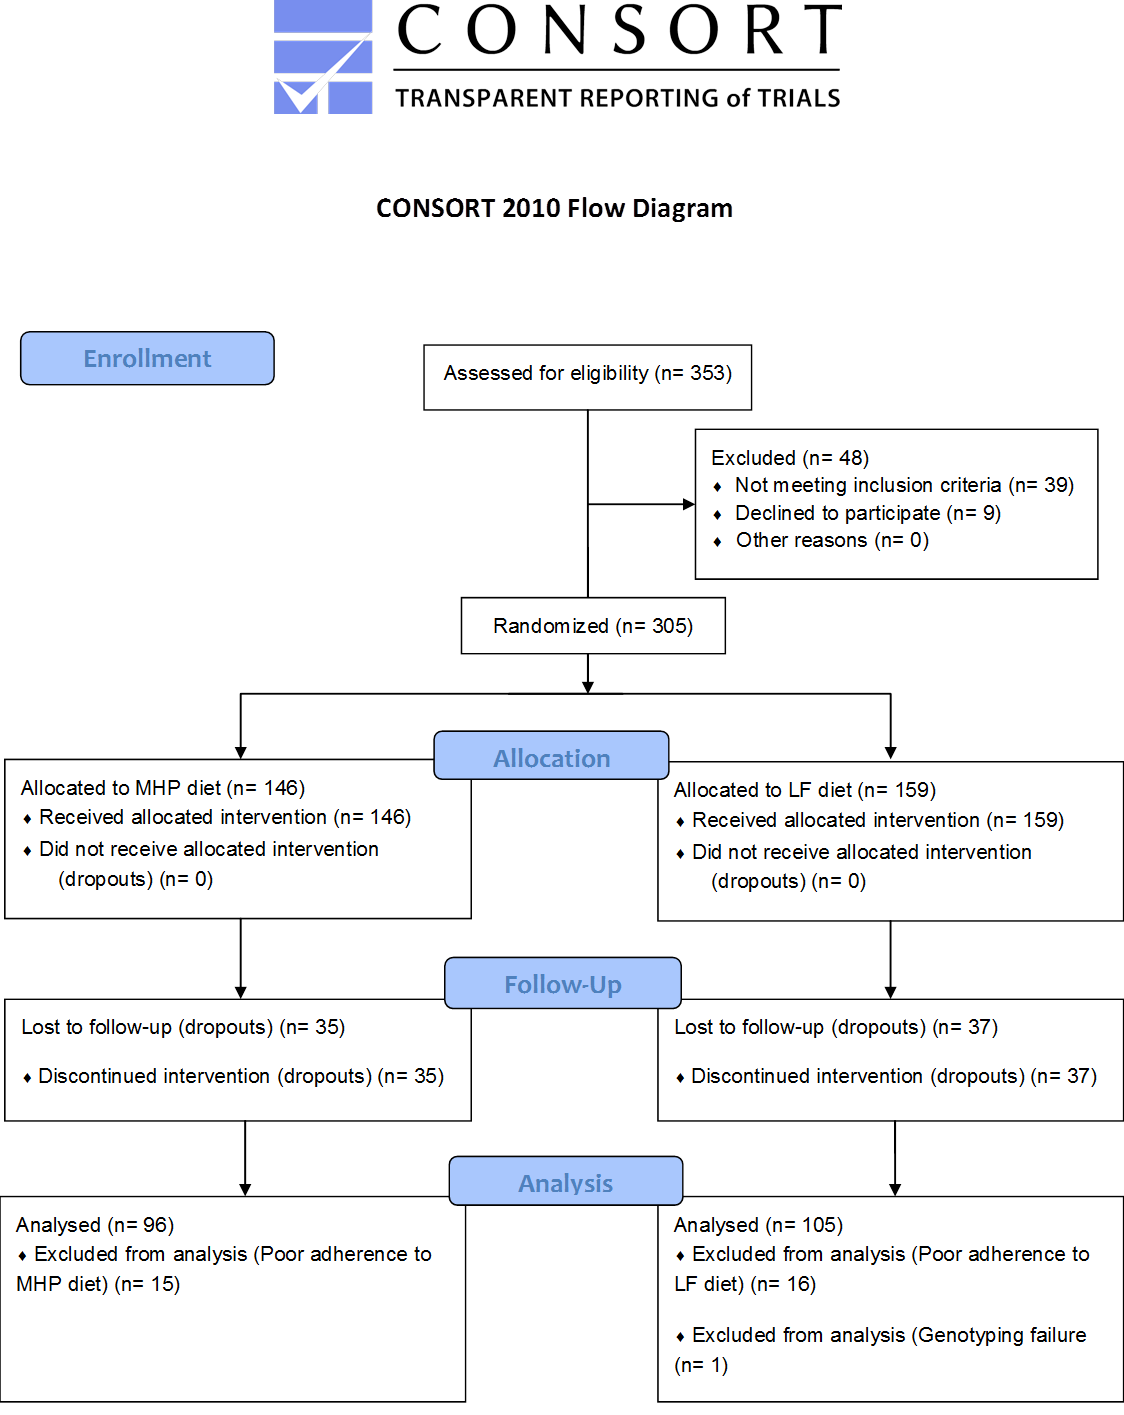 CONSORT
TRANSPARENT REPORTING of TRIALS
CONSORT 2010 Flow Diagram
Enrollment
Assessed for eligibility (n= 353)
Excluded (n= 48)
♦ Not meeting inclusion criteria (n= 39)
♦ Declined to participate (n= 9)
♦ Other reasons (n= 0)
Randomized (n= 305)
Allocation
Allocated to MHP diet (n= 146)
♦ Received allocated intervention (n= 146)
♦ Did not receive allocated intervention
(dropouts) (n= 0)
Allocated to LF diet (n= 159)
♦ Received allocated intervention (n= 159)
♦ Did not receive allocated intervention
(dropouts) (n= 0)
Follow-Up
Lost to follow-up (dropouts) (n= 35)
♦ Discontinued intervention (dropouts) (n= 35)
Lost to follow-up (dropouts) (n= 37)
♦ Discontinued intervention (dropouts) (n= 37)
Analysis
Analysed (n= 96)
♦ Excluded from analysis (Poor adherence to
MHP diet) (n= 15)
Analysed (n= 105)
♦ Excluded from analysis (Poor adherence to
LF diet) (n= 16)
♦ Excluded from analysis (Genotyping failure
(n= 1)